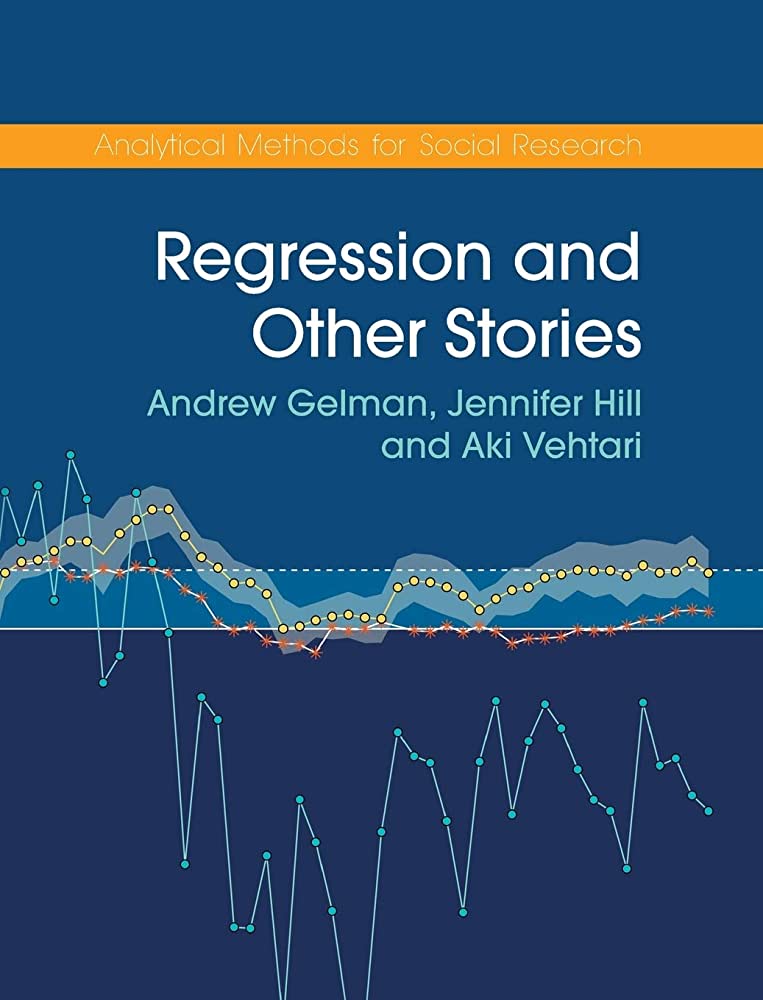 Analytical Methods for Social Research
Regression and
Other Stories
Andrew Gelman, Jennifer Hill
and Aki Vehtari